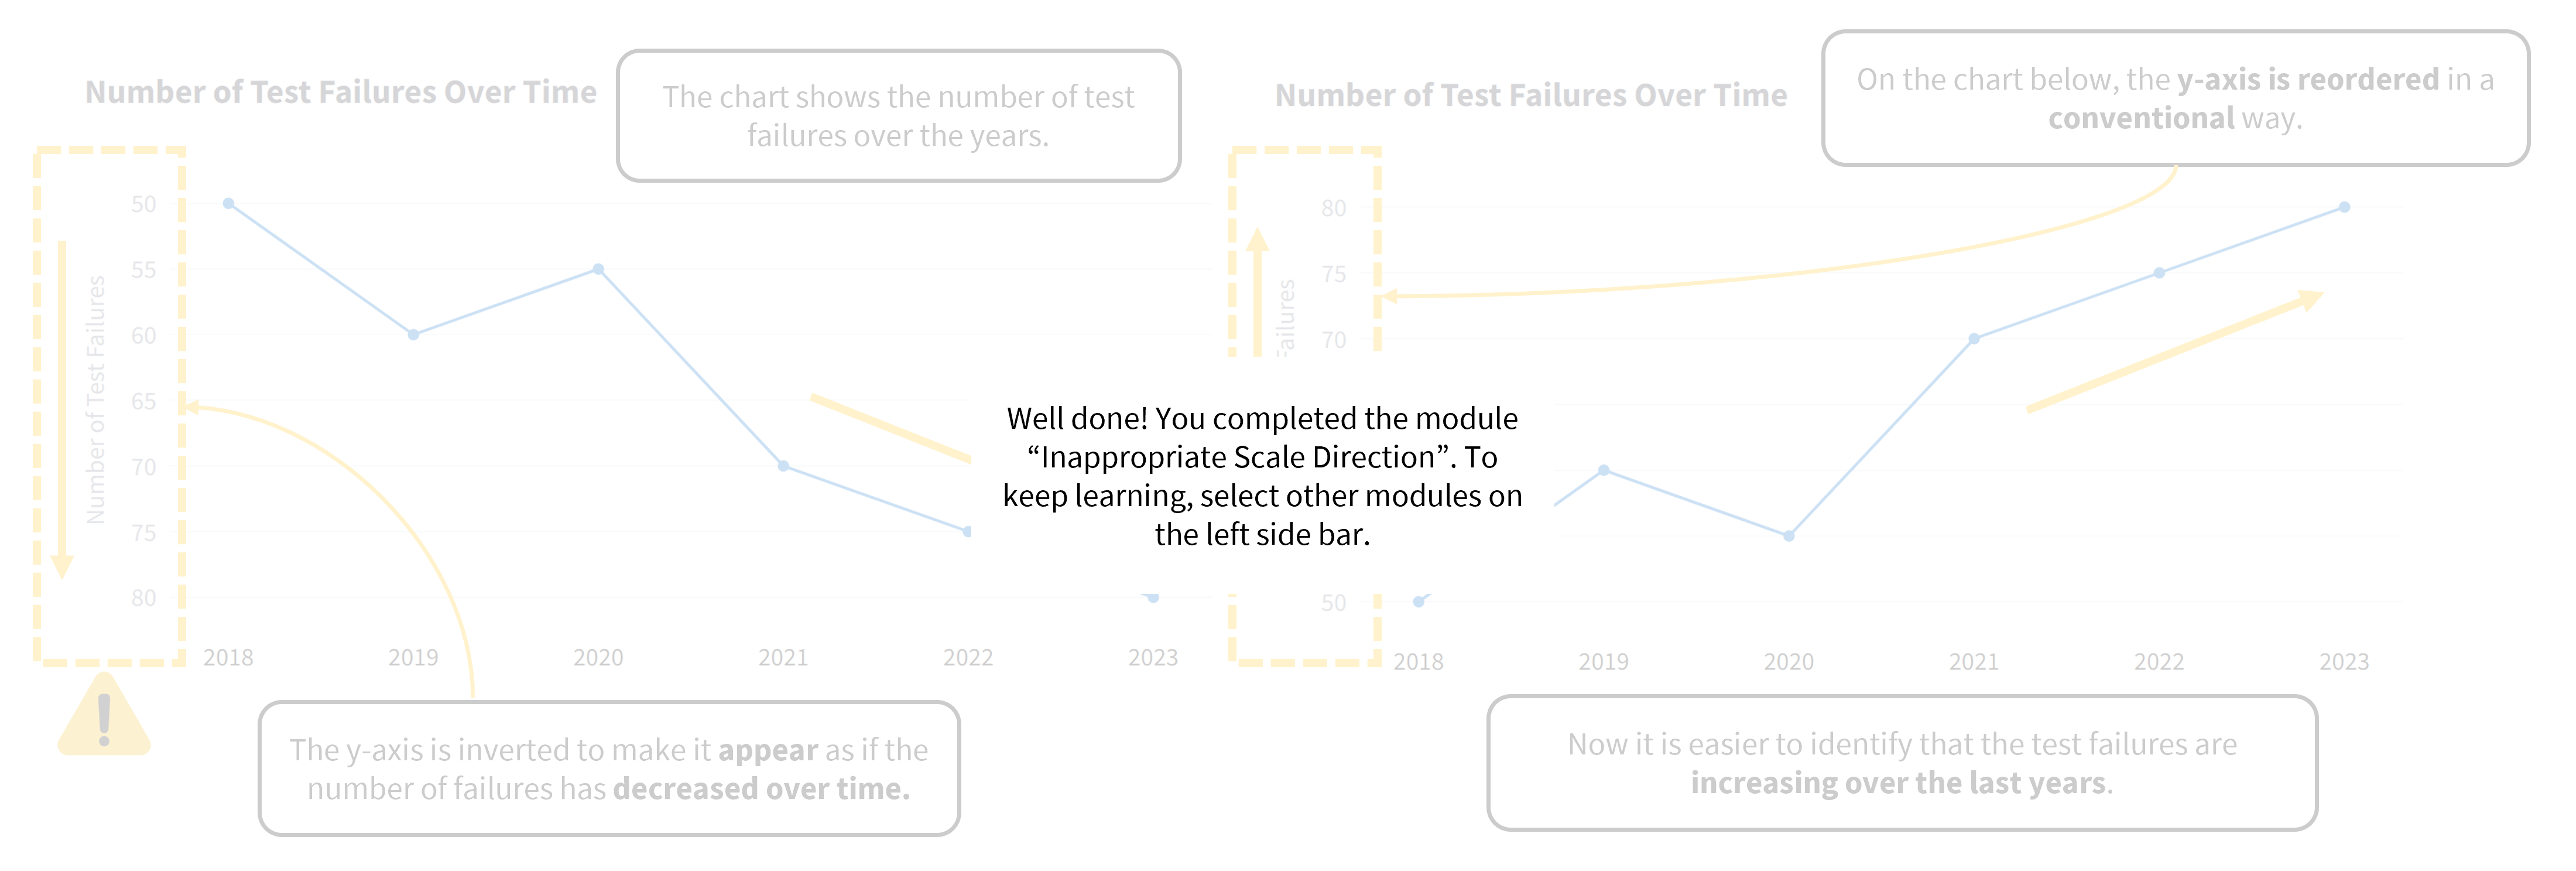 Number of Test Failures Over Time
The chart shows the number of test
failures over the years.
50
55
60
65
70
75
80
Number of Test Failures
2018
2019
2020
2021
2022
2023
The y-axis is inverted to make it appear as if the
number of failures has decreased over time.
Well done! You completed the module
“Inappropriate Scale Direction”. To
keep learning, select other modules on
the left side bar.
Number of Test Failures Over Time
On the chart below, the y-axis is reordered in a
conventional way.
80
75
70
50
Failures
2018
2019
2020
2021
2022
2023
Now it is easier to identify that the test failures are
increasing over the last years.